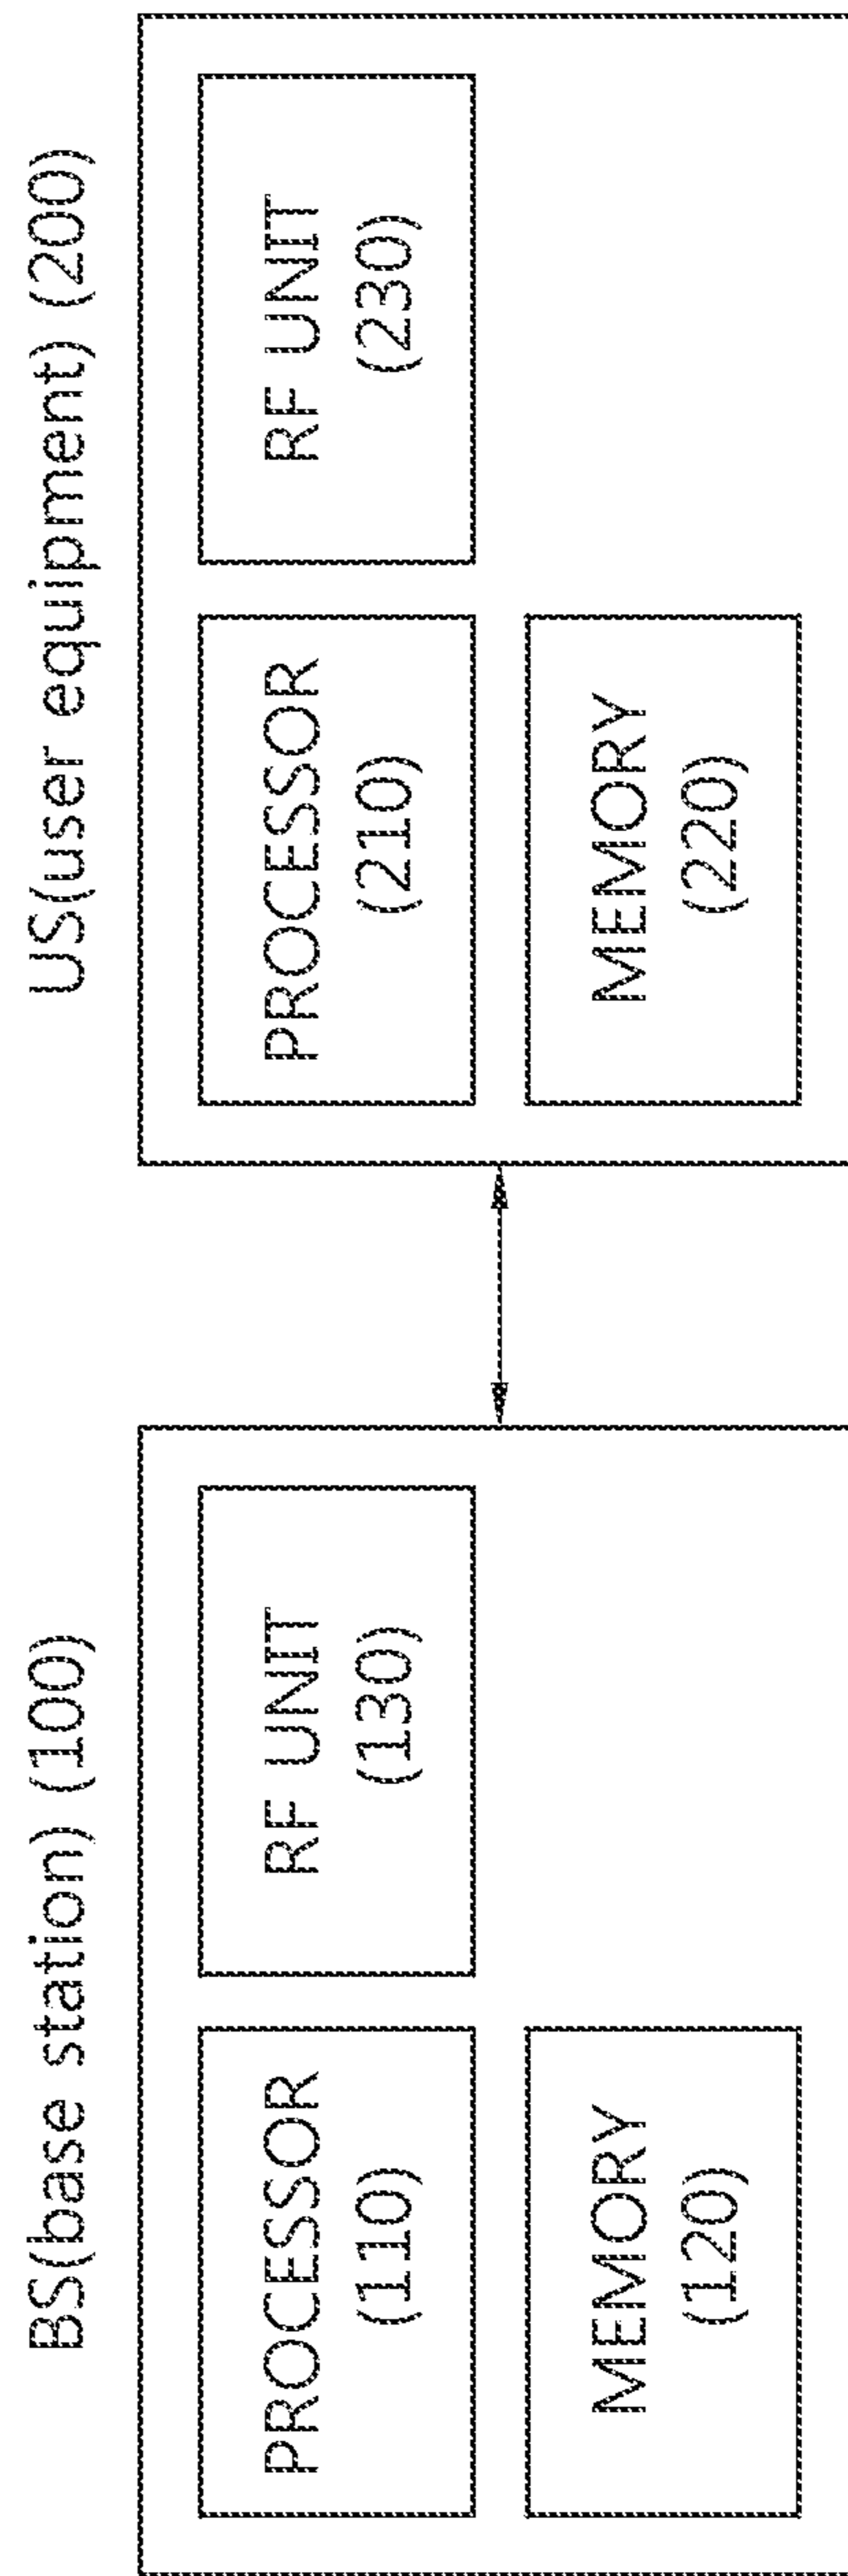 BS(base station) (100)
PROCESSOR
(110)
RF UNIT
(130)
MEMORY
(120)
US(user equipment) (200)
PROCESSOR
(210)
RF UNIT
(230)
MEMORY
(220)